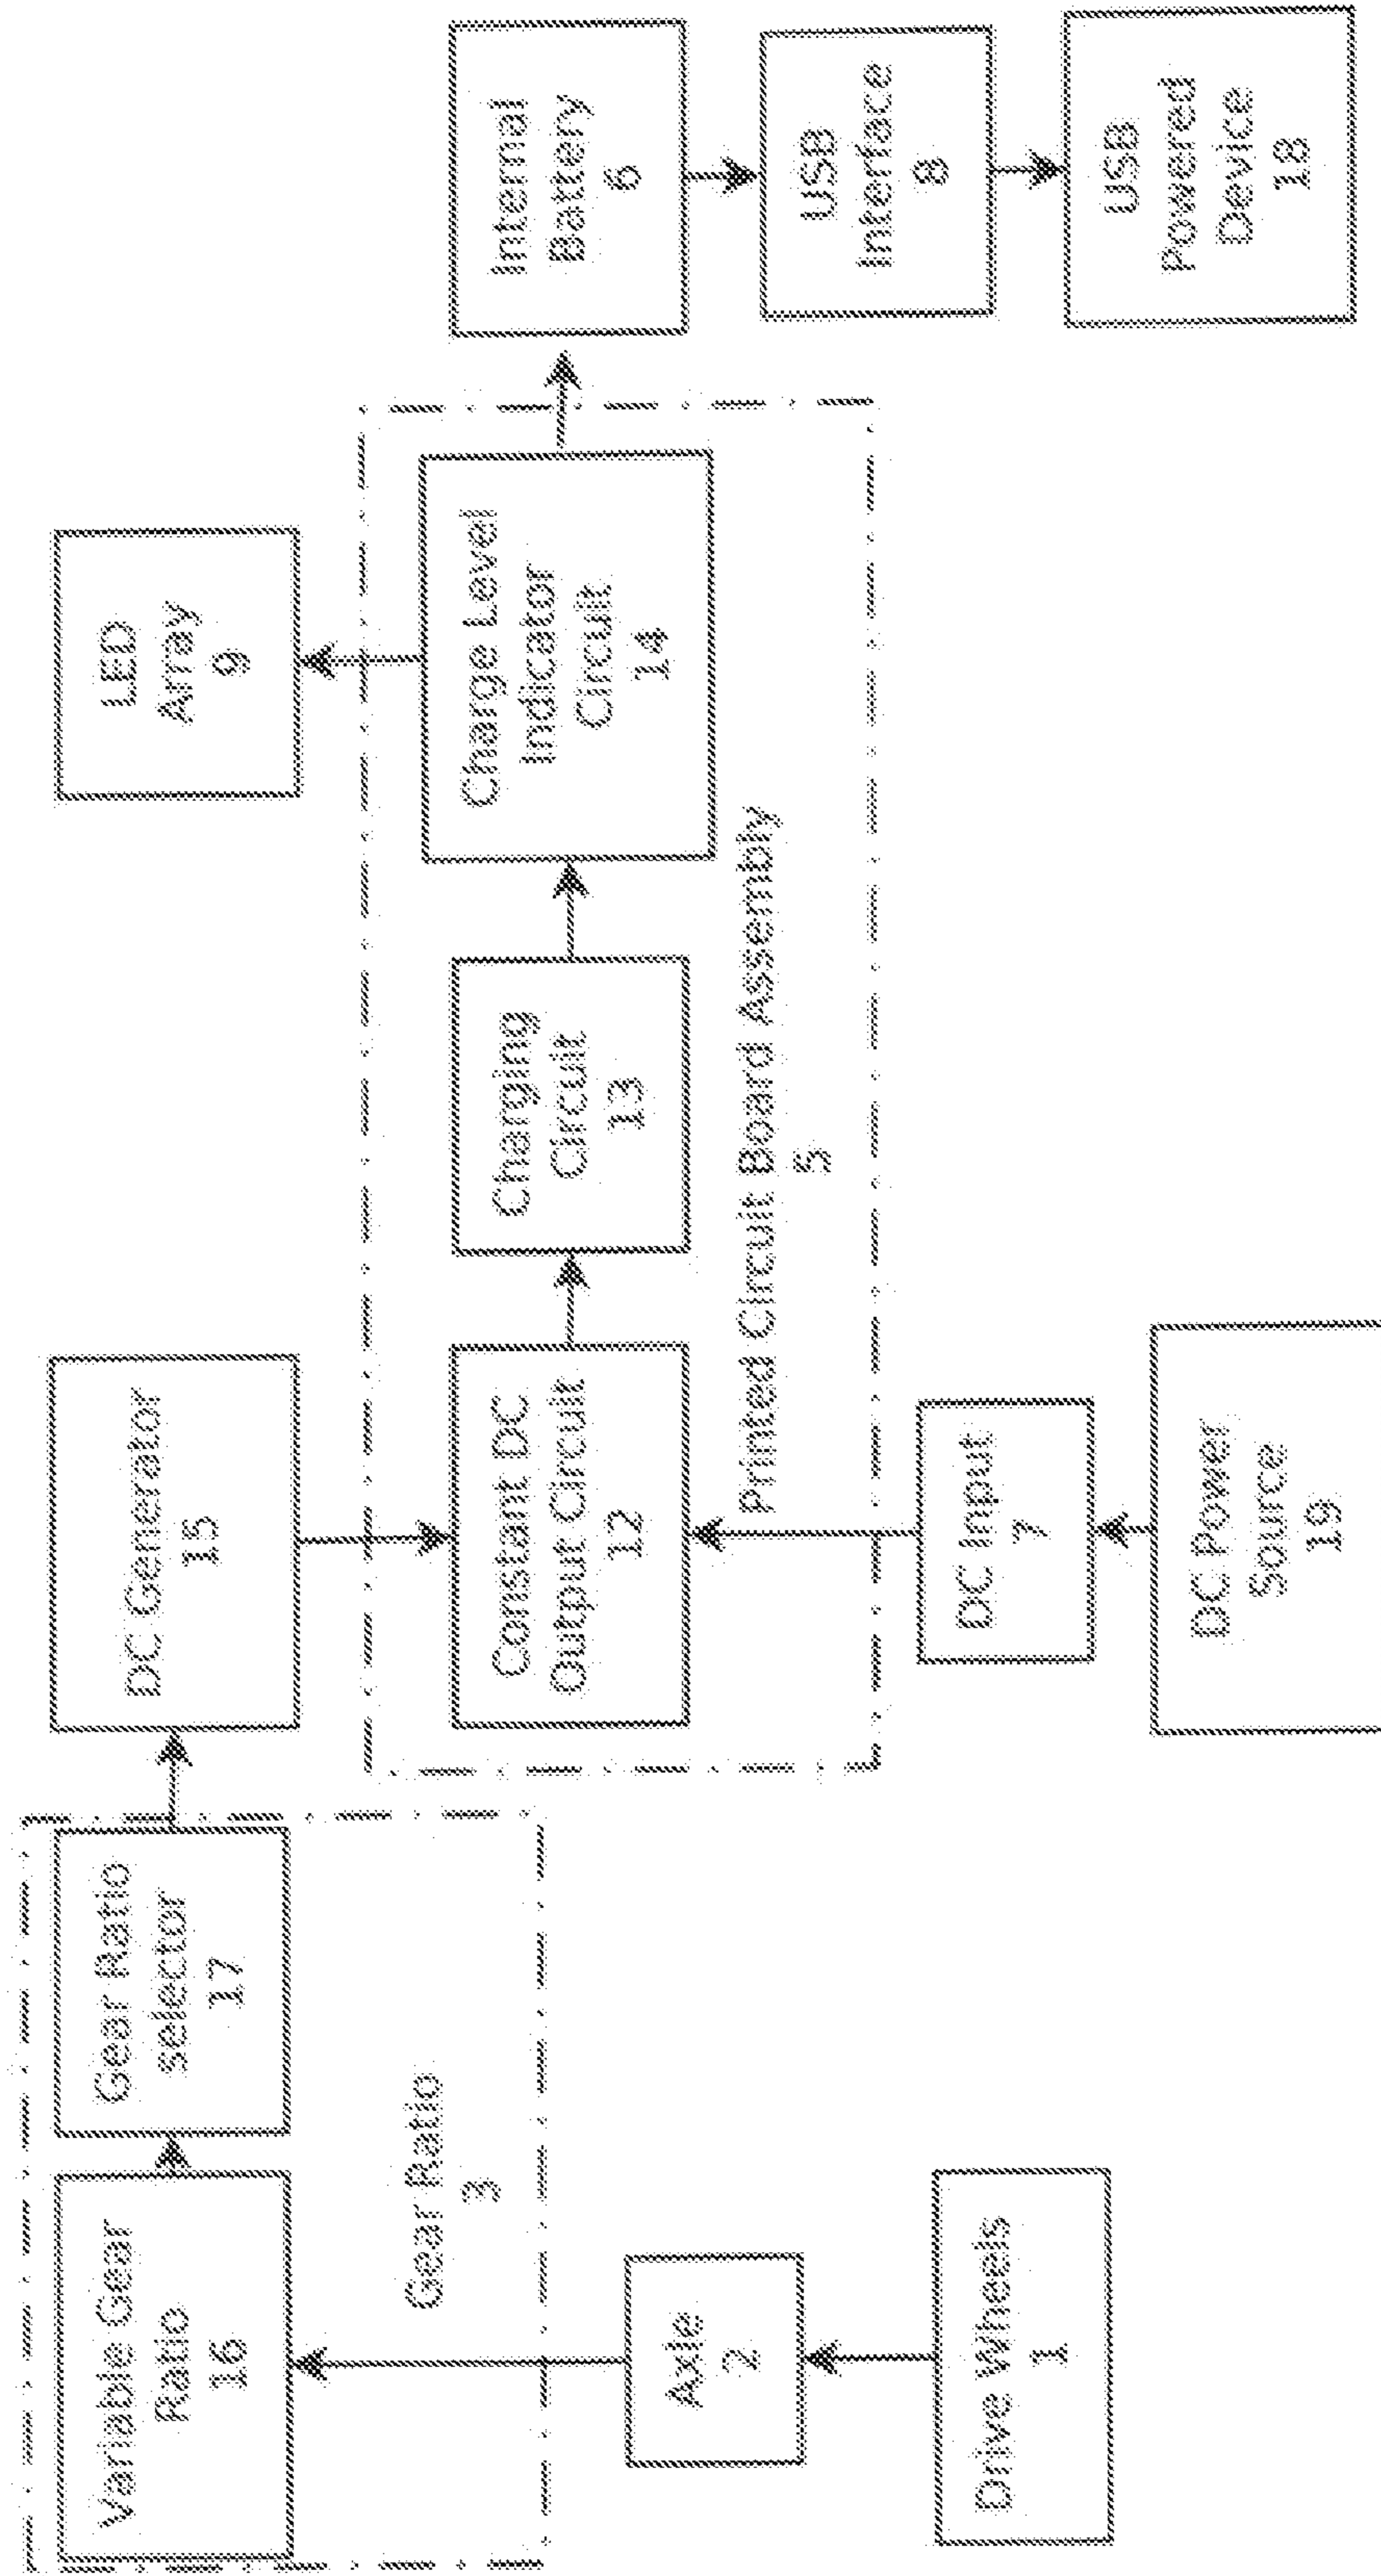 Variable Gear
Ratio
16
Gear Ratio
selector
17
Gear Ratio
3
Axle
2
Drive Wheels
1
DC Generator
15
LED
Array
9
Constant DC
Output Circuit
12
Charging
Circuit
13
Charge Level
Indicator
Circuit
14
Printed Circuit Board Assembly
5
DC Input
7
DC Power
Source
19
Internal
Battery
6
USB
Interface
8
USB
Powered
Device
18